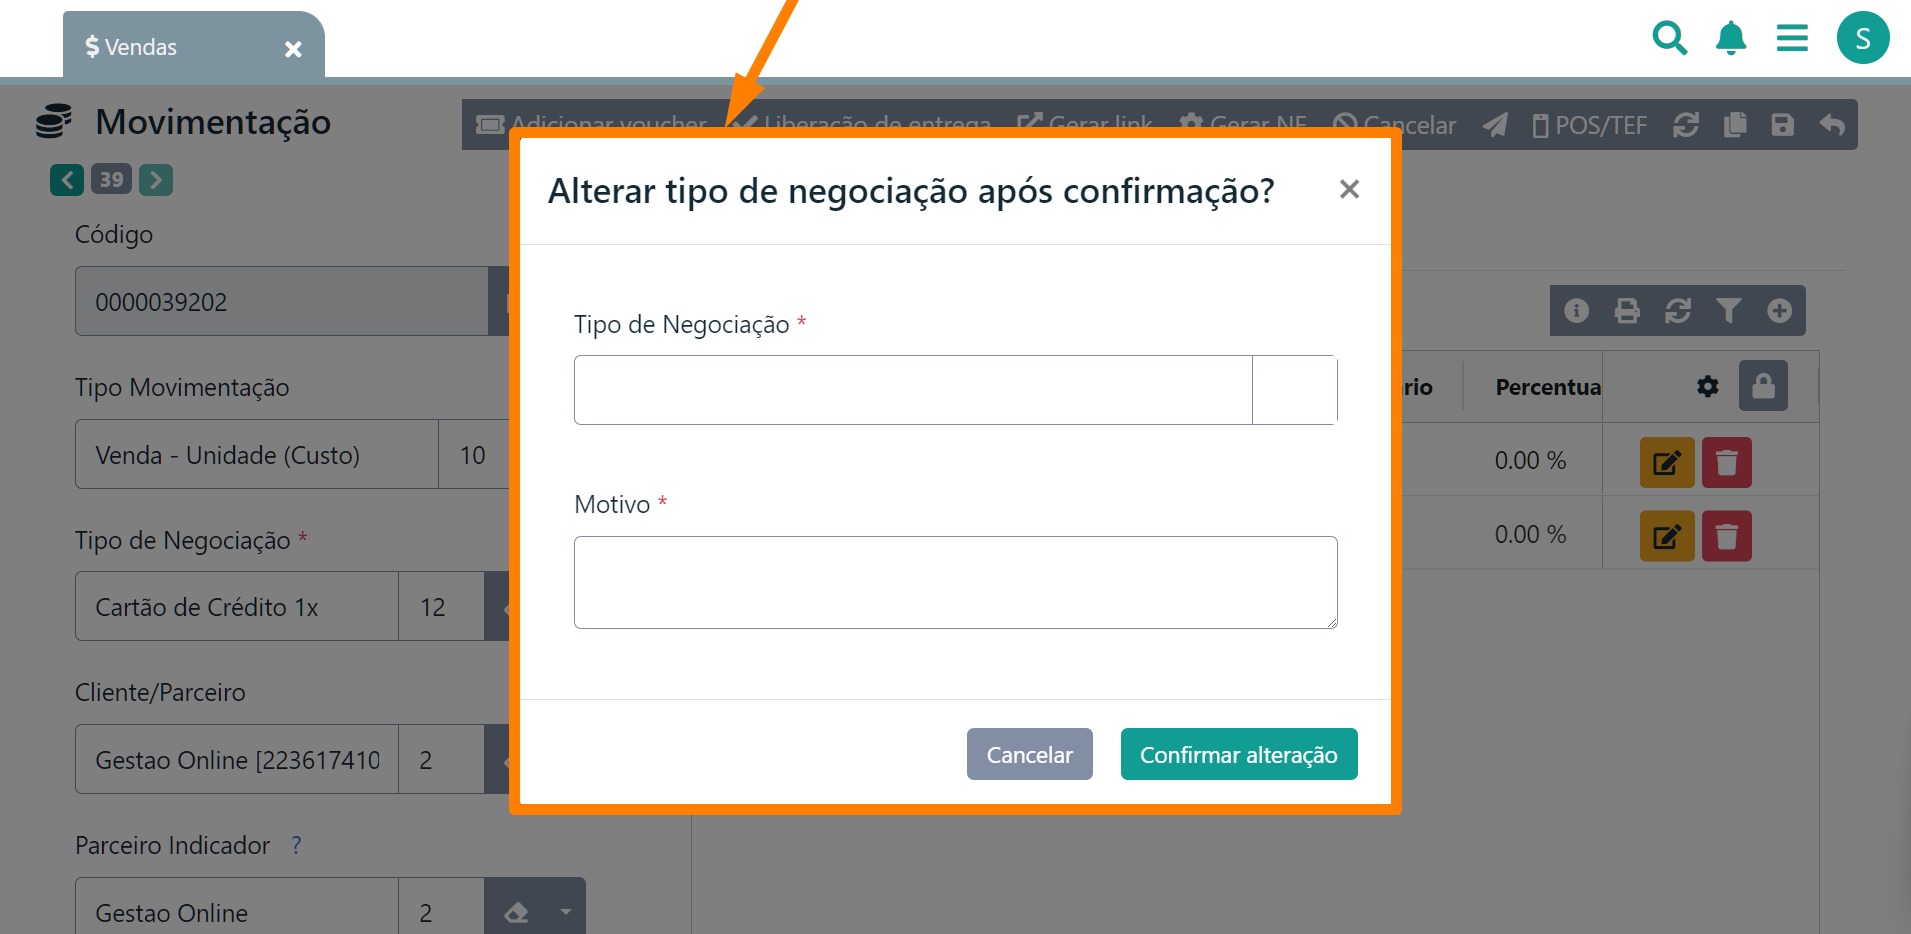 $ Vendas
S
Movimentação
Adicionar voucher Liberação de entrega Gerar link Gerar NF Cancelar POS/TEF
39
Código
0000039202
Tipo Movimentação
Venda - Unidade (Custo) 10
Tipo de Negociação *
Cartão de Crédito 1x 12
Cliente/Parceiro
Gestao Online [223617410 2
Parceiro Indicador ?
Gestao Online 2
Alterar tipo de negociação após confirmação?
Tipo de Negociação *
Motivo *
Cancelar Confirmar alteração
rio Percentua
0.00 %
0.00 %